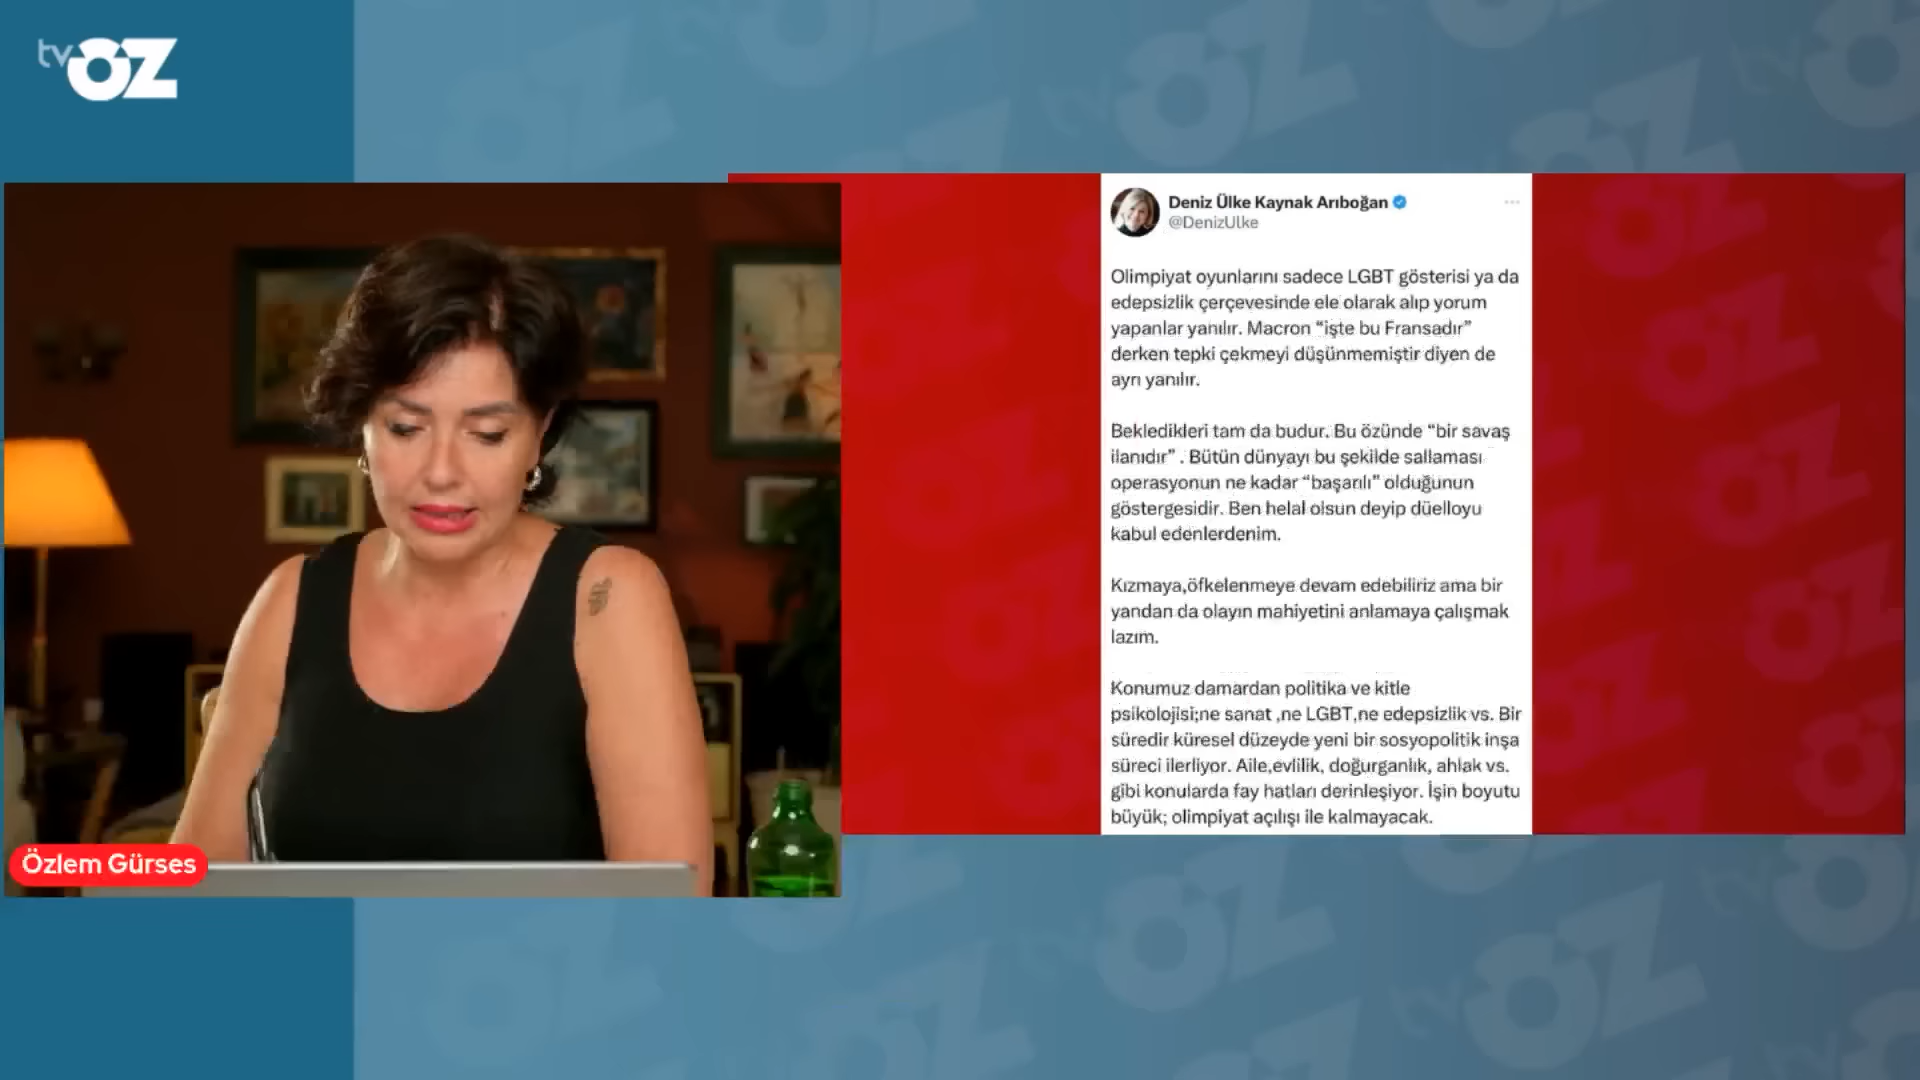 tv ÖZ
Özlem Gürses
Deniz Ülke Kaynak Arıboğan
@DenizUlke
Olimpiyat oyunlarını sadece LGBT gösterisi ya da
edepsizlik çerçevesinde ele olarak alıp yorum
yapanlar yanılır. Macron “işte bu Fransadır”
derken tepki çekmeyi düşünmemiştir diyen de
ayrı yanılır.
Bekledikleri tam da budur. Bu özünde “bir savaş
ilanıdır” . Bütün dünyayı bu şekilde sallaması
operasyonun ne kadar “başarılı” olduğunun
göstergesidir. Ben helal olsun deyip düelloyu
kabul edenlerdenim.
Kızmaya,öfkelenmeye devam edebiliriz ama bir
yandan da olayın mahiyetini anlamaya çalışmak
lazım.
Konumuz damardan politika ve kitle
psikolojisi;ne sanat ,ne LGBT,ne edepsizlik vs. Bir
süredir küresel düzeyde yeni bir sosyopolitik inşa
süreci ilerliyor. Aile,evlilik, doğurganlık, ahlak vs.
gibi konularda fay hatları derinleşiyor. İşin boyutu
büyük; olimpiyat açılışı ile kalmayacak.